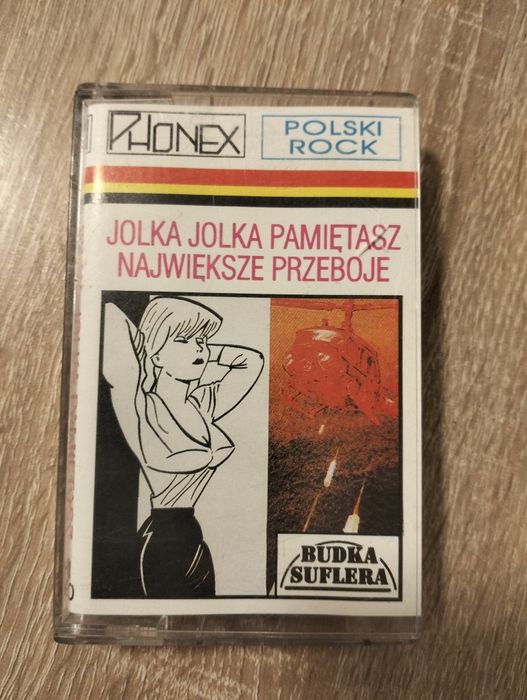 PHONEX
POLSKI
ROCK
JOLKA JOLKA PAMIĘTASZ
NAJWIĘKSZE PRZEBOJE
BUDKA
SUFLERA